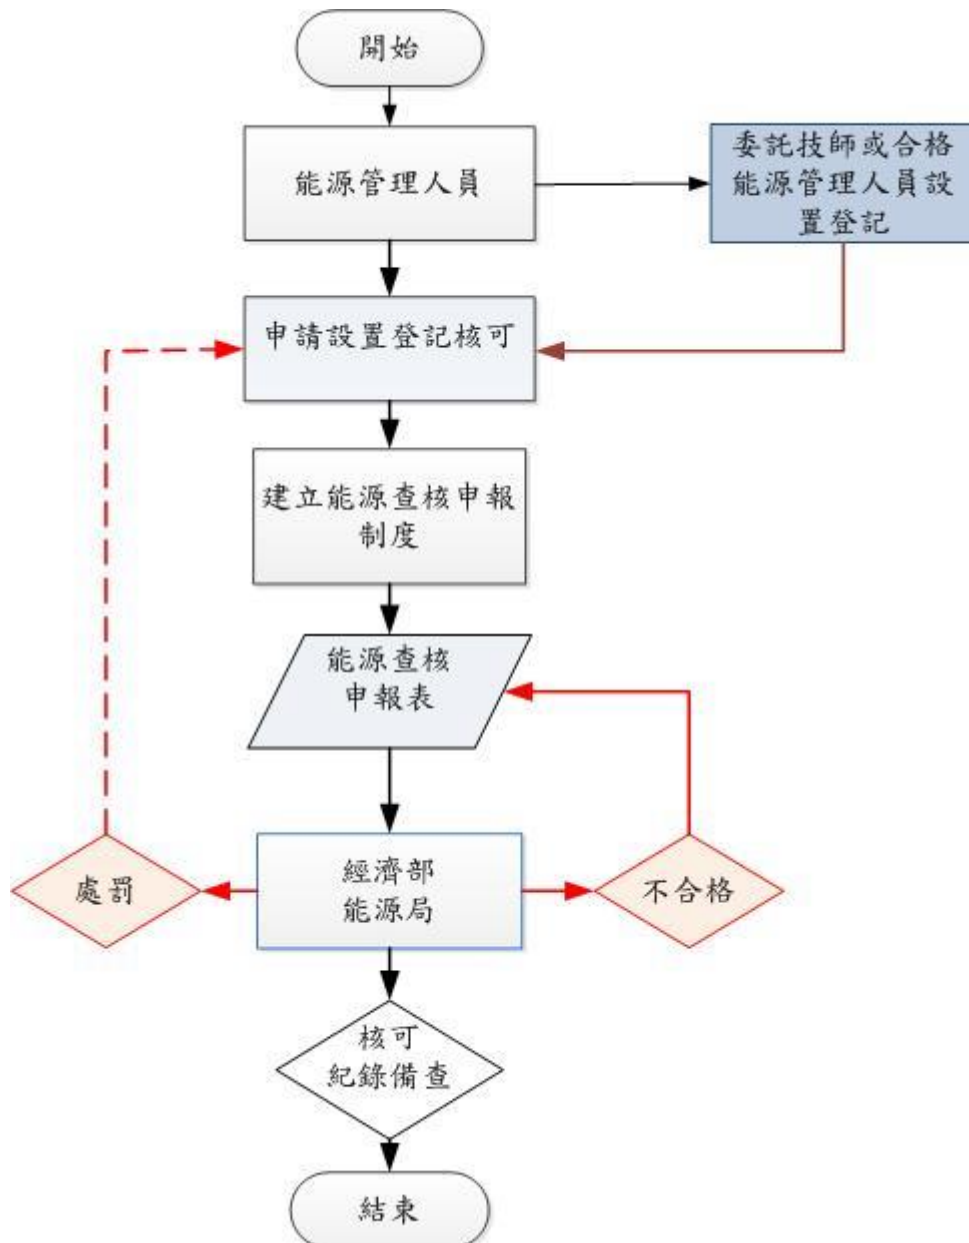 開始
能源管理人員
委託技師或合格
能源管理人員設
置登記
申請設置登記核可
建立能源查核申報
制度
能源查核
申報表
處罰
經濟部
能源局
不合格
核可
紀錄備查
結束